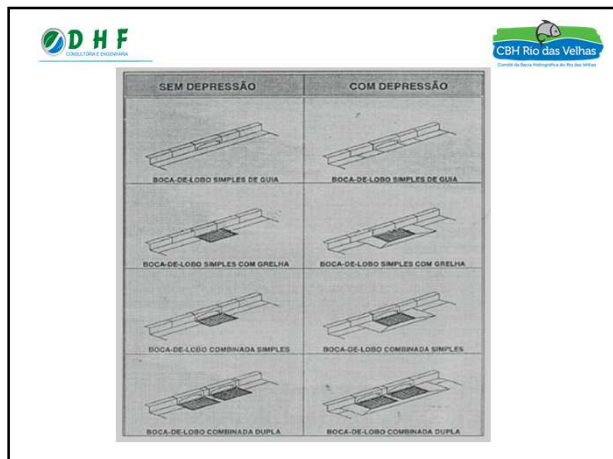 DHF
CONSULTORIA E ENGENHARIA
CBH Rio das Velhas
Comitê da Bacia Hidrográfica do Rio das Velhas
SEM DEPRESSÃO
COM DEPRESSÃO
BOCA-DE-LOBO SIMPLES DE GUIA
BOCA-DE-LOBO SIMPLES DE GUIA
BOCA-DE-LOBO SIMPLES COM GRELHA
BOCA-DE-LOBO SIMPLES COM GRELHA
BOCA-DE-LOBO COMBINADA SIMPLES
BOCA-DE-LOBO COMBINADA SIMPLES
BOCA-DE-LOBO COMBINADA DUPLA
BOCA-DE-LOBO COMBINADA DUPLA